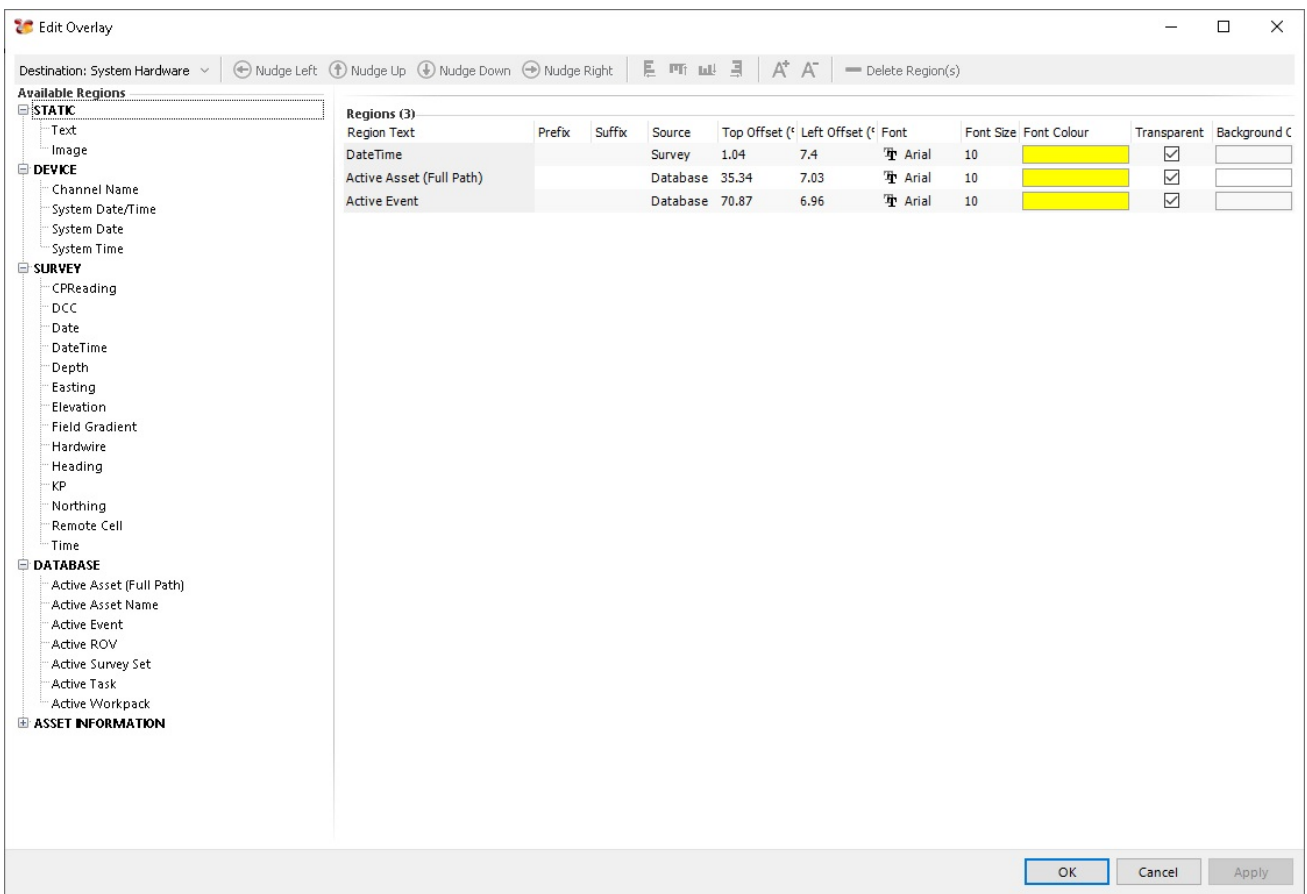 Edit Overlay
Destination: System Hardware Nudge Left Nudge Up Nudge Down Nudge Right A+ A- Delete Region(s)
Available Regions
STATIC
Text
Image
DEVICE
Channel Name
System Date/Time
System Date
System Time
SURVEY
CPReading
DCC
Date
DateTime
Depth
Easting
Elevation
Field Gradient
Hardwire
Heading
KP
Northing
Remote Cell
Time
DATABASE
Active Asset (Full Path)
Active Asset Name
Active Event
Active ROV
Active Survey Set
Active Task
Active Workpack
ASSET INFORMATION
Regions (3)
Region Text Prefix Suffix Source Top Offset (% Left Offset (% Font Font Size Font Colour Transparent Background C
DateTime Survey 1.04 7.4 Arial 10
Active Asset (Full Path) Database 35.34 7.03 Arial 10
Active Event Database 70.87 6.96 Arial 10
OK Cancel Apply